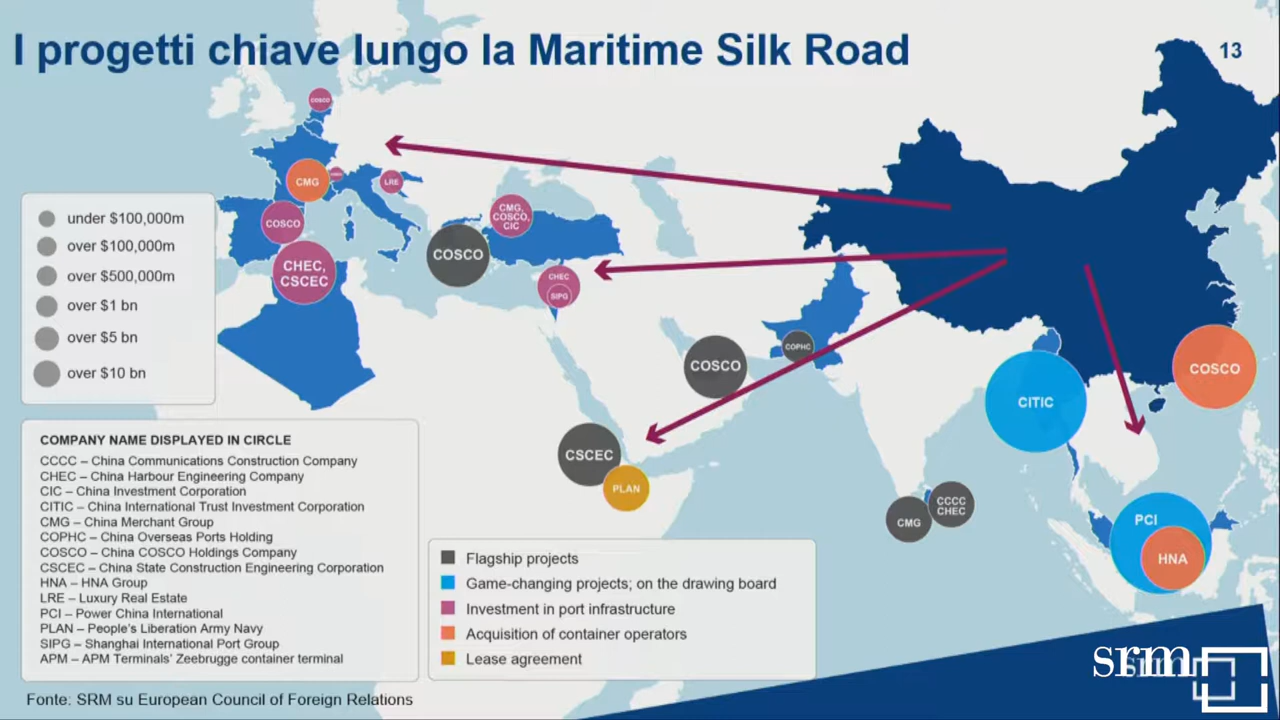 I progetti chiave lungo la Maritime Silk Road
13
COSCO
CMG
LRE
COSCO
CMG,
COSCO,
CIC
COSCO
CHEC,
CSCEC
CHEC
SIPG
COSCO
COPHC
CITIC
COSCO
CSCEC
PLAN
CMG
CCCC
CHEC
PCI
HNA
under $100,000m
over $100,000m
over $500,000m
over $1 bn
over $5 bn
over $10 bn
COMPANY NAME DISPLAYED IN CIRCLE
CCCC – China Communications Construction Company
CHEC – China Harbour Engineering Company
CIC – China Investment Corporation
CITIC – China International Trust Investment Corporation
CMG – China Merchant Group
COPHC – China Overseas Ports Holding
COSCO – China COSCO Holdings Company
CSCEC – China State Construction Engineering Corporation
HNA – HNA Group
LRE – Luxury Real Estate
PCI – Power China International
PLAN – People's Liberation Army Navy
SIPG – Shanghai International Port Group
APM – APM Terminals' Zeebrugge container terminal
Flagship projects
Game-changing projects; on the drawing board
Investment in port infrastructure
Acquisition of container operators
Lease agreement
Fonte: SRM su European Council of Foreign Relations
srm
srm